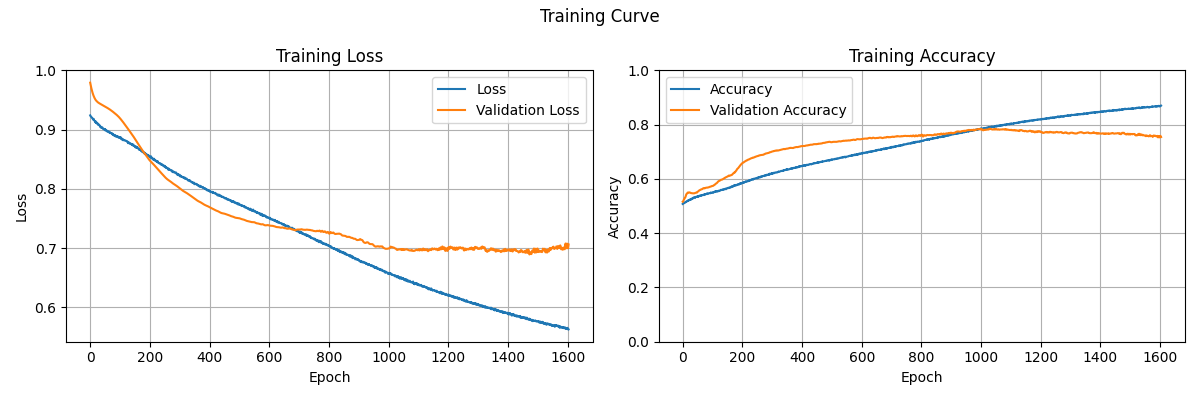 Training Curve
Training Loss
1.0
0.9
0.8
0.7
0.6
Loss
Loss
Validation Loss
0 200 400 600 800 1000 1200 1400 1600
Epoch
Training Accuracy
1.0
0.8
0.6
0.4
0.2
0.0
Accuracy
Accuracy
Validation Accuracy
0 200 400 600 800 1000 1200 1400 1600
Epoch